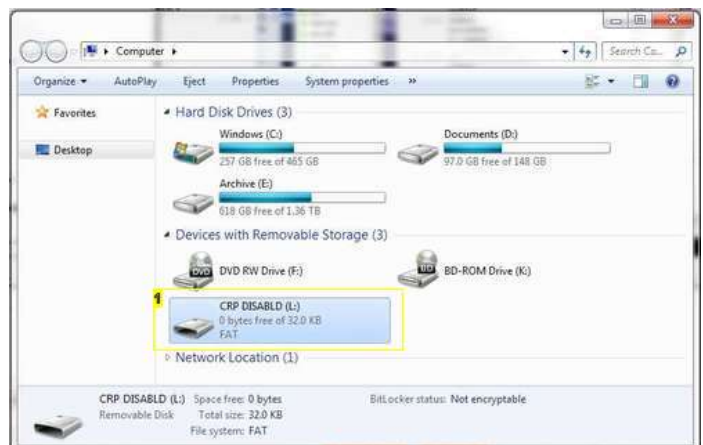 Computer
Search Co...
Organize
AutoPlay
Eject
Properties
System properties
»
Favorites
Desktop
Hard Disk Drives (3)
Windows (C:)
257 GB free of 465 GB
Documents (D:)
97.0 GB free of 148 GB
Archive (E:)
618 GB free of 1.36 TB
Devices with Removable Storage (3)
DVD RW Drive (F:)
BD-ROM Drive (K:)
1
CRP DISABLD (L:)
0 bytes free of 32.0 KB
FAT
Network Location (1)
CRP DISABLD (L:) Space free: 0 bytes BitLocker status: Not encryptable
Removable Disk Total size: 32.0 KB
File system: FAT